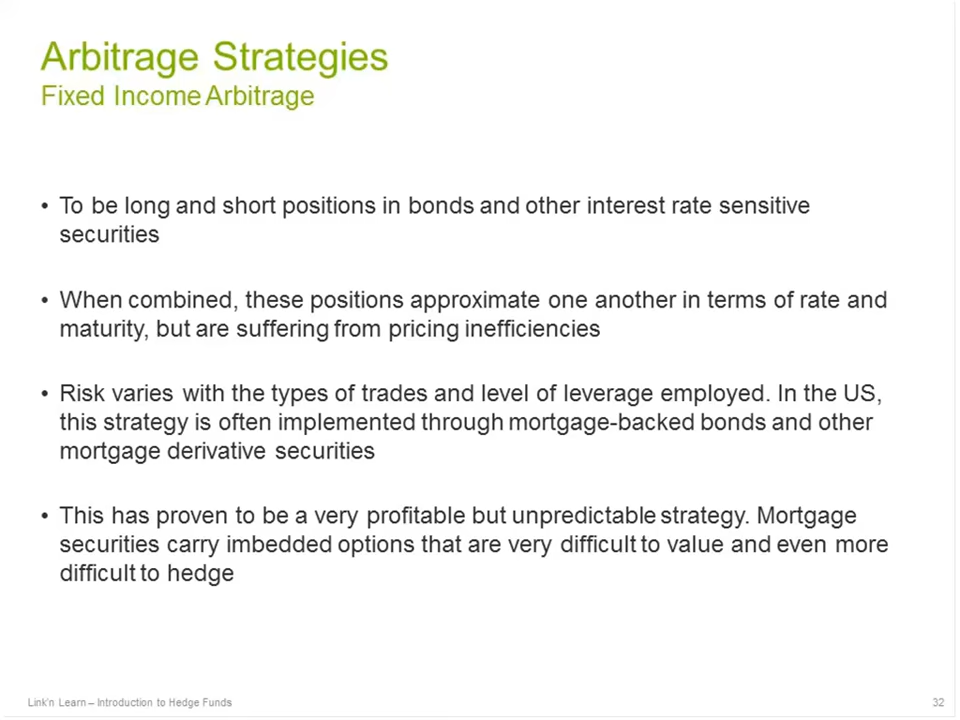 Arbitrage Strategies
Fixed Income Arbitrage
• To be long and short positions in bonds and other interest rate sensitive
securities
• When combined, these positions approximate one another in terms of rate and
maturity, but are suffering from pricing inefficiencies
• Risk varies with the types of trades and level of leverage employed. In the US,
this strategy is often implemented through mortgage-backed bonds and other
mortgage derivative securities
• This has proven to be a very profitable but unpredictable strategy. Mortgage
securities carry imbedded options that are very difficult to value and even more
difficult to hedge
Link'n Learn – Introduction to Hedge Funds
32